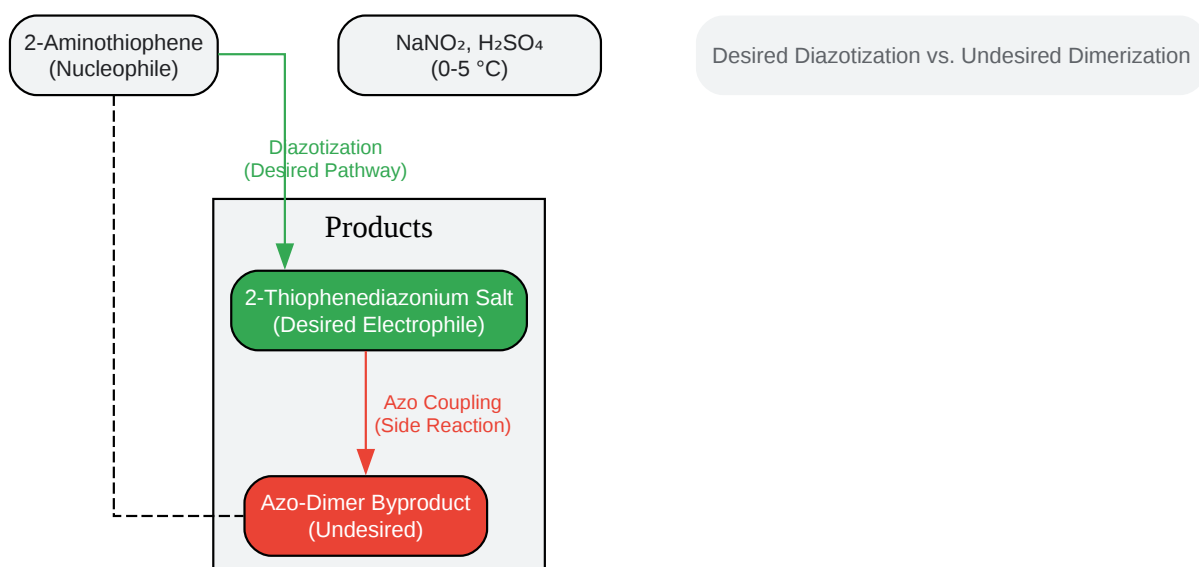 2-Aminothiophene
(Nucleophile)
NaNO₂, H₂SO₄
(0-5 °C)
Desired Diazotization vs. Undesired Dimerization
Diazotization
(Desired Pathway)
Products
2-Thiophenediazonium Salt
(Desired Electrophile)
Azo Coupling
(Side Reaction)
Azo-Dimer Byproduct
(Undesired)